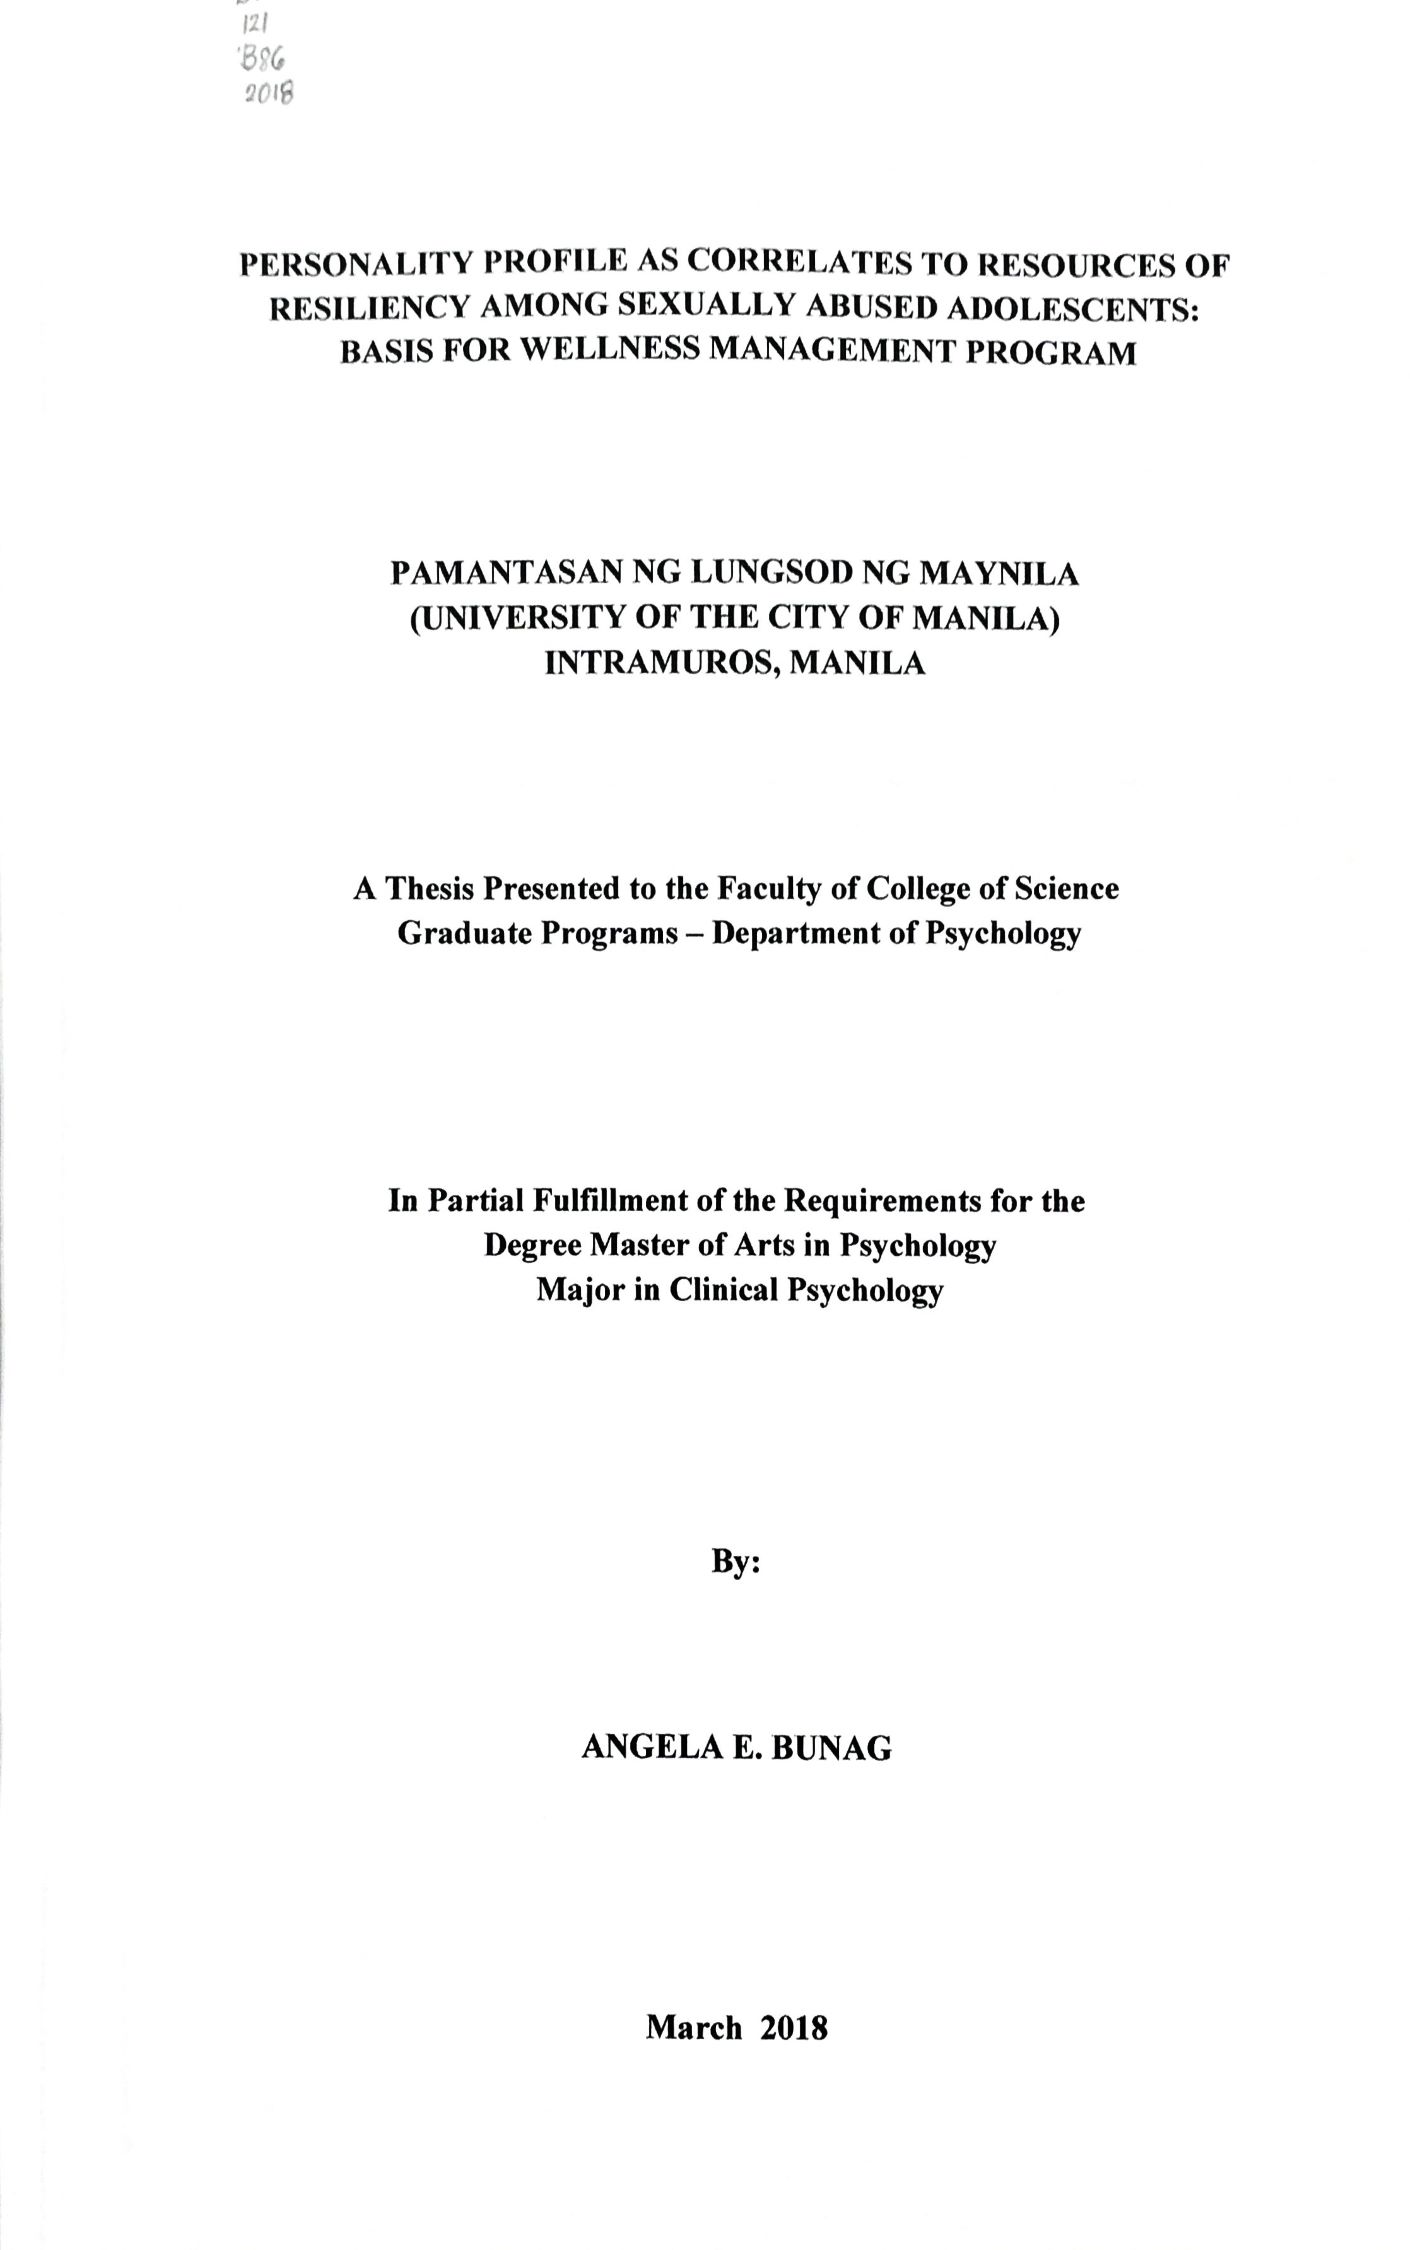 121
B86
2018
PERSONALITY PROFILE AS CORRELATES TO RESOURCES OF
RESILIENCY AMONG SEXUALLY ABUSED ADOLESCENTS:
BASIS FOR WELLNESS MANAGEMENT PROGRAM
PAMANTASAN NG LUNGSOD NG MAYNILA
(UNIVERSITY OF THE CITY OF MANILA)
INTRAMUROS, MANILA
A Thesis Presented to the Faculty of College of Science
Graduate Programs – Department of Psychology
In Partial Fulfillment of the Requirements for the
Degree Master of Arts in Psychology
Major in Clinical Psychology
By:
ANGELA E. BUNAG
March 2018